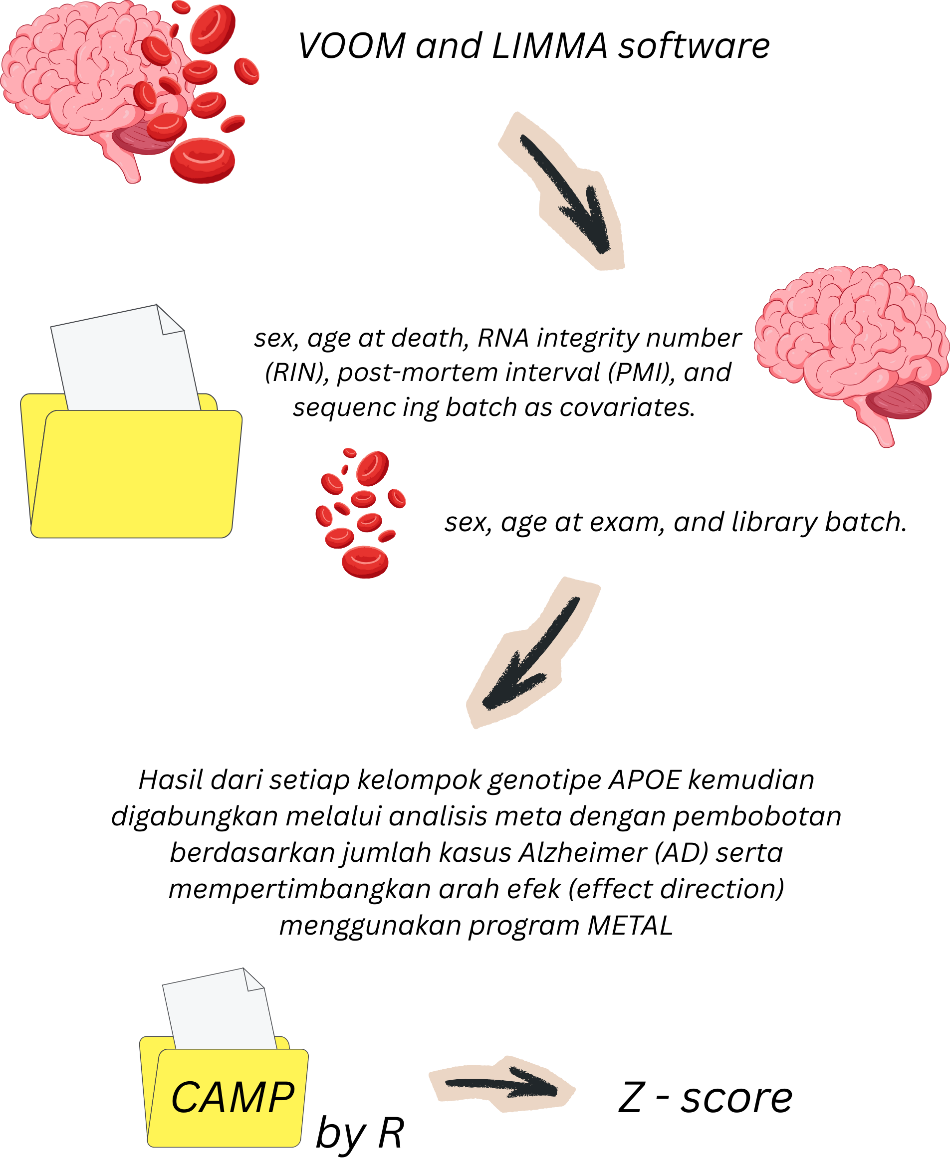 VOOM and LIMMA software
sex, age at death, RNA integrity number
(RIN), post-mortem interval (PMI), and
sequenc ing batch as covariates.
sex, age at exam, and library batch.
Hasil dari setiap kelompok genotipe APOE kemudian
digabungkan melalui analisis meta dengan pembobotan
berdasarkan jumlah kasus Alzheimer (AD) serta
mempertimbangkan arah efek (effect direction)
menggunakan program METAL
CAMP
by R
Z - score